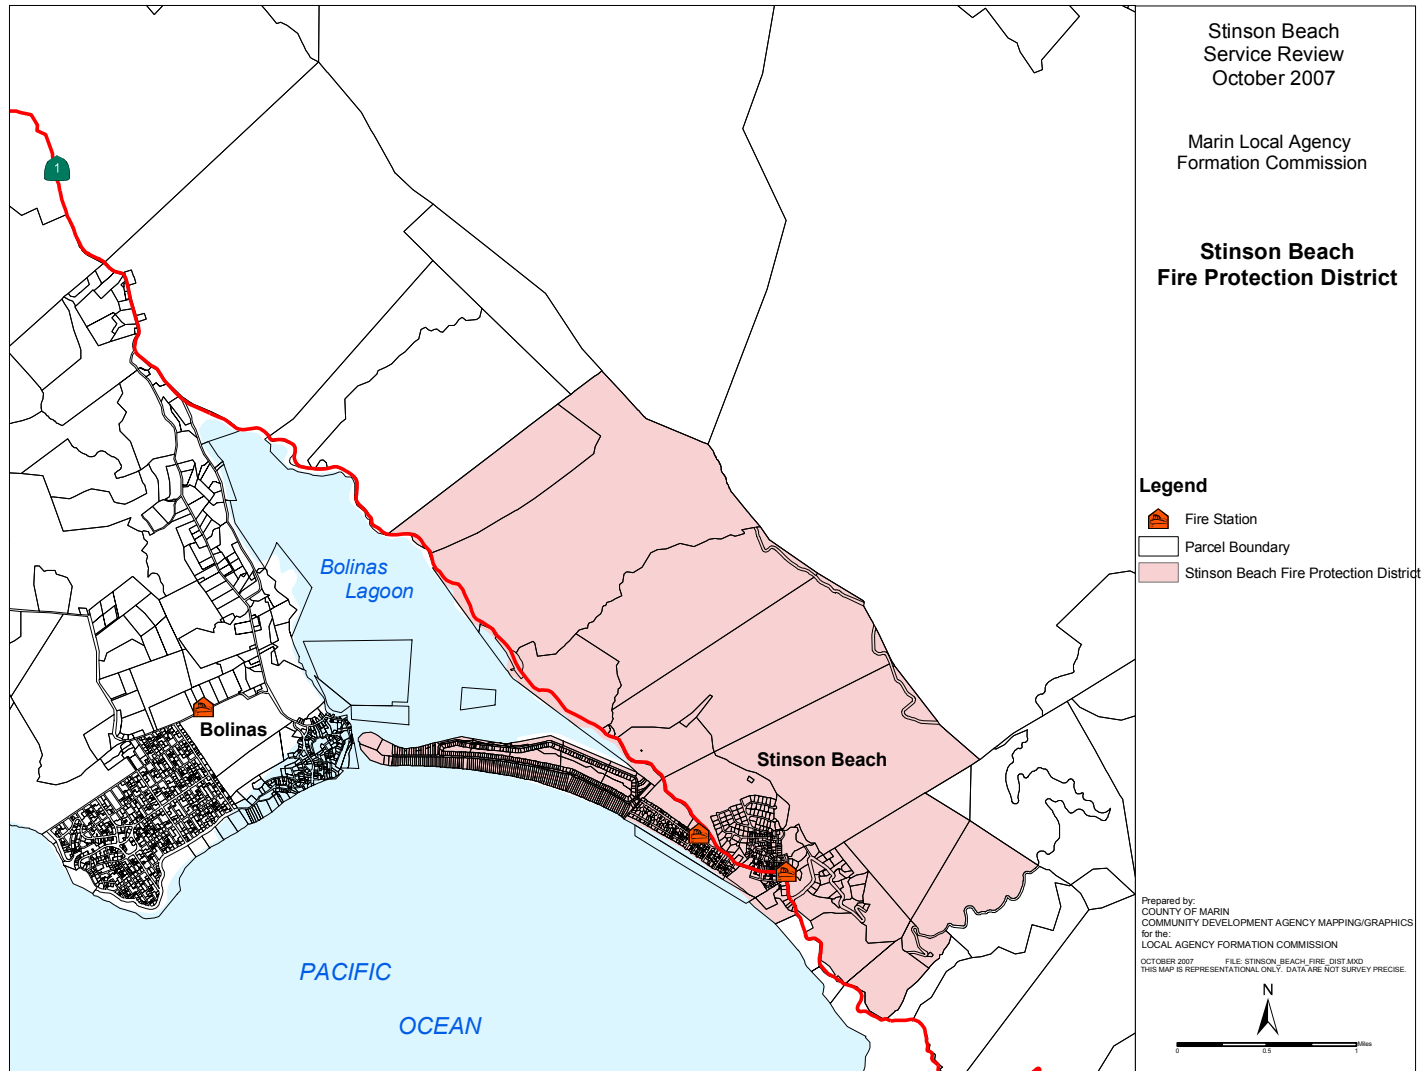 Stinson Beach
Service Review
October 2007
Marin Local Agency
Formation Commission
Stinson Beach
Fire Protection District
1
Bolinas
Lagoon
Bolinas
Stinson Beach
PACIFIC
OCEAN
Legend
Fire Station
Parcel Boundary
Stinson Beach Fire Protection District
Prepared by:
COUNTY OF MARIN
COMMUNITY DEVELOPMENT AGENCY MAPPING/GRAPHICS
for the:
LOCAL AGENCY FORMATION COMMISSION
OCTOBER 2007 FILE: STINSON_BEACH_FIRE_DIST.MXD
THIS MAP IS REPRESENTATIONAL ONLY. DATA ARE NOT SURVEY PRECISE.
N
Miles
0 0.5 1